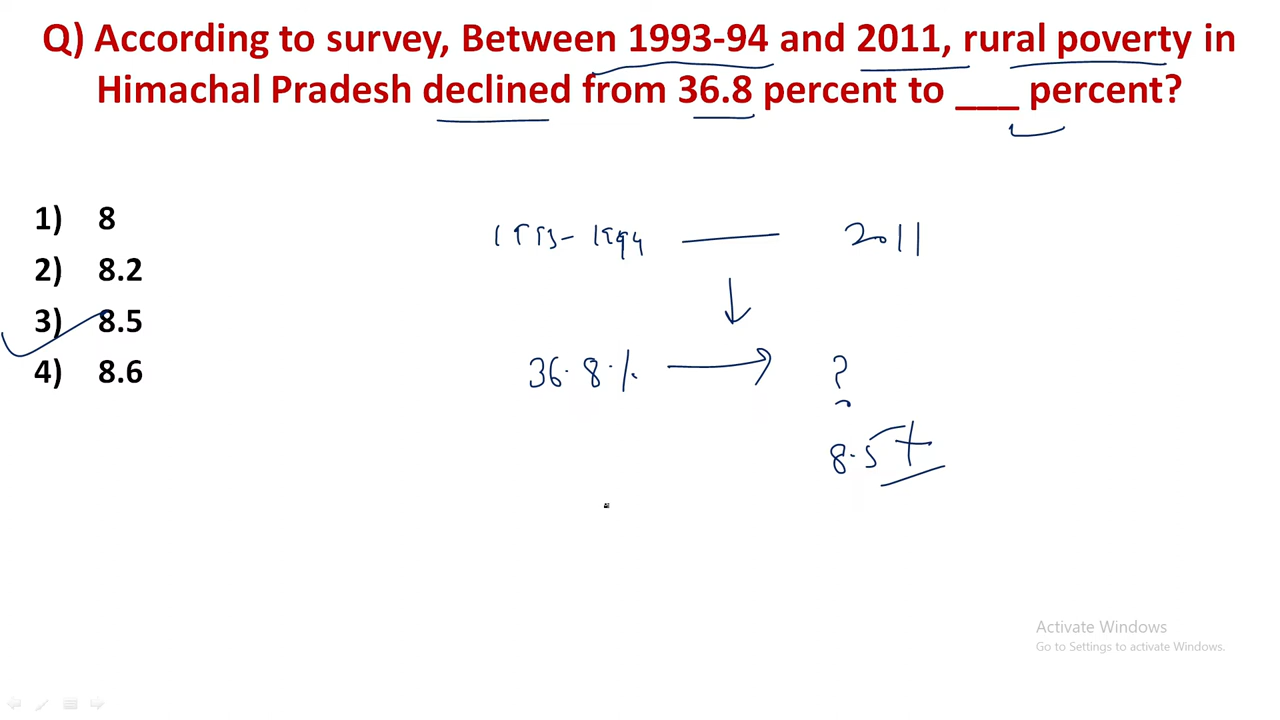 Q) According to survey, Between 1993-94 and 2011, rural poverty in
Himachal Pradesh declined from 36.8 percent to ___ percent?
1) 8
2) 8.2
3) 8.5
4) 8.6
1993-1994 2011
36.8% ?
8.5
Activate Windows
Go to Settings to activate Windows.